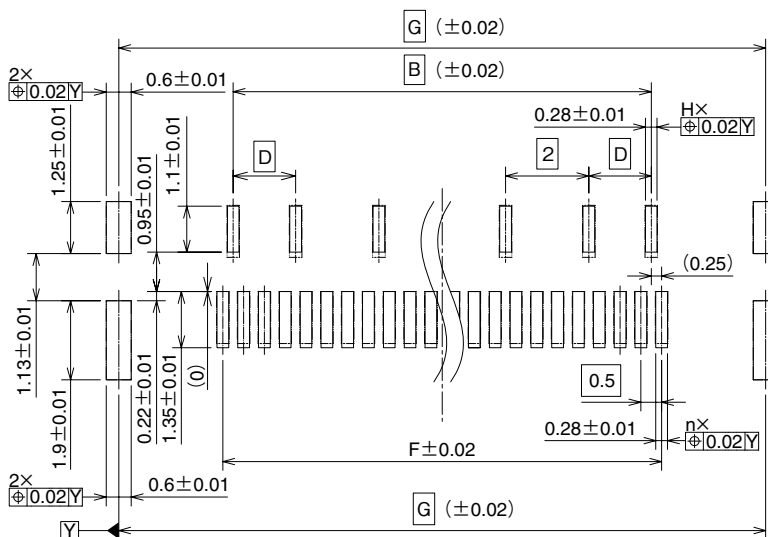 G (±0.02)
B (±0.02)
2×
0.6±0.01
⌖ 0.02 Y
0.28±0.01
H×
⌖ 0.02 Y
1.25±0.01
1.1±0.01
0.95±0.01
D
2
D
(0.25)
1.13±0.01
1.9±0.01
0.22±0.01
1.35±0.01
(0)
0.5
0.28±0.01
n×
⌖ 0.02 Y
F±0.02
2×
0.6±0.01
⌖ 0.02 Y
G (±0.02)
Y